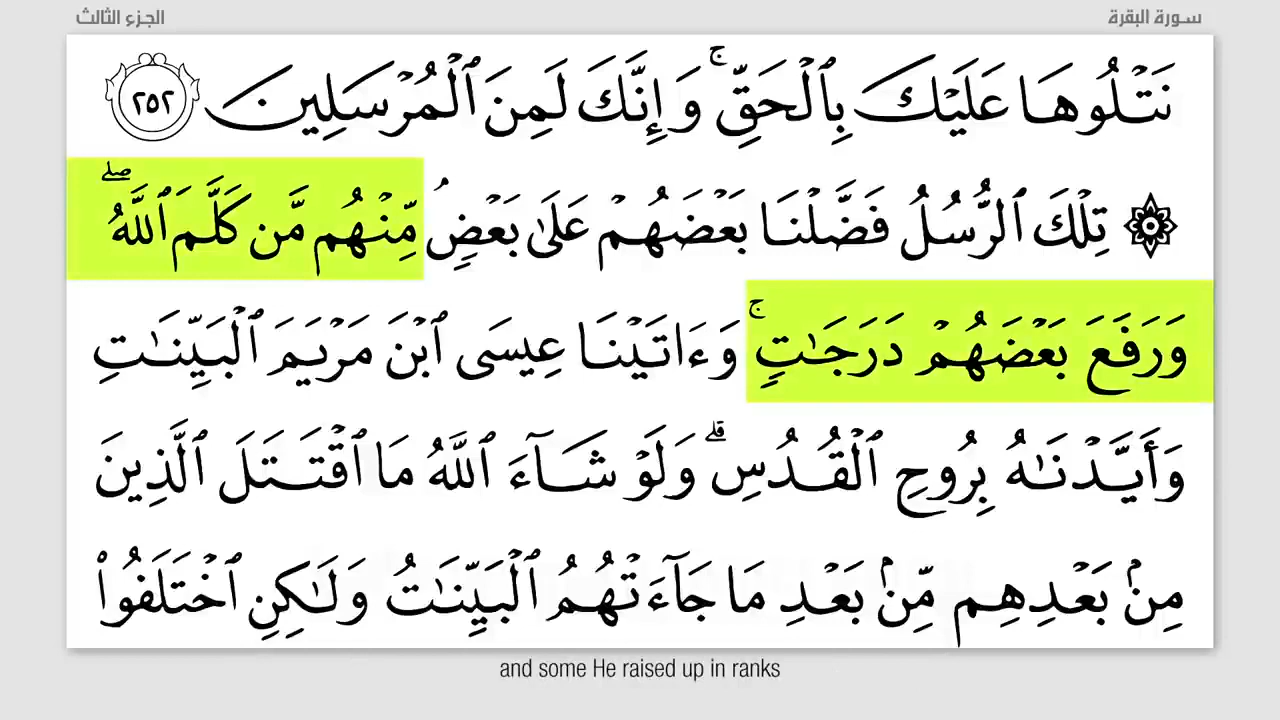 سورة البقرة
الجزء الثالث
نَتْلُوهَا عَلَيْكَ بِٱلْحَقِّ ۚ وَإِنَّكَ لَمِنَ ٱلْمُرْسَلِينَ ٢٥٢
۞ تِلْكَ ٱلرُّسُلُ فَضَّلْنَا بَعْضَهُمْ عَلَىٰ بَعْضٍۘ مِّنْهُم مَّن كَلَّمَ ٱللَّهُ ۖ
وَرَفَعَ بَعْضَهُمْ دَرَجَـٰتٍ ۚ وَءَاتَيْنَا عِيسَى ٱبْنَ مَرْيَمَ ٱلْبَيِّنَـٰتِ
وَأَيَّدْنَـٰهُ بِرُوحِ ٱلْقُدُسِ ۗ وَلَوْ شَآءَ ٱللَّهُ مَا ٱقْتَتَلَ ٱلَّذِينَ
مِنۢ بَعْدِهِم مِّنۢ بَعْدِ مَا جَآءَتْهُمُ ٱلْبَيِّنَـٰتُ وَلَـٰكِنِ ٱخْتَلَفُوا۟
and some He raised up in ranks